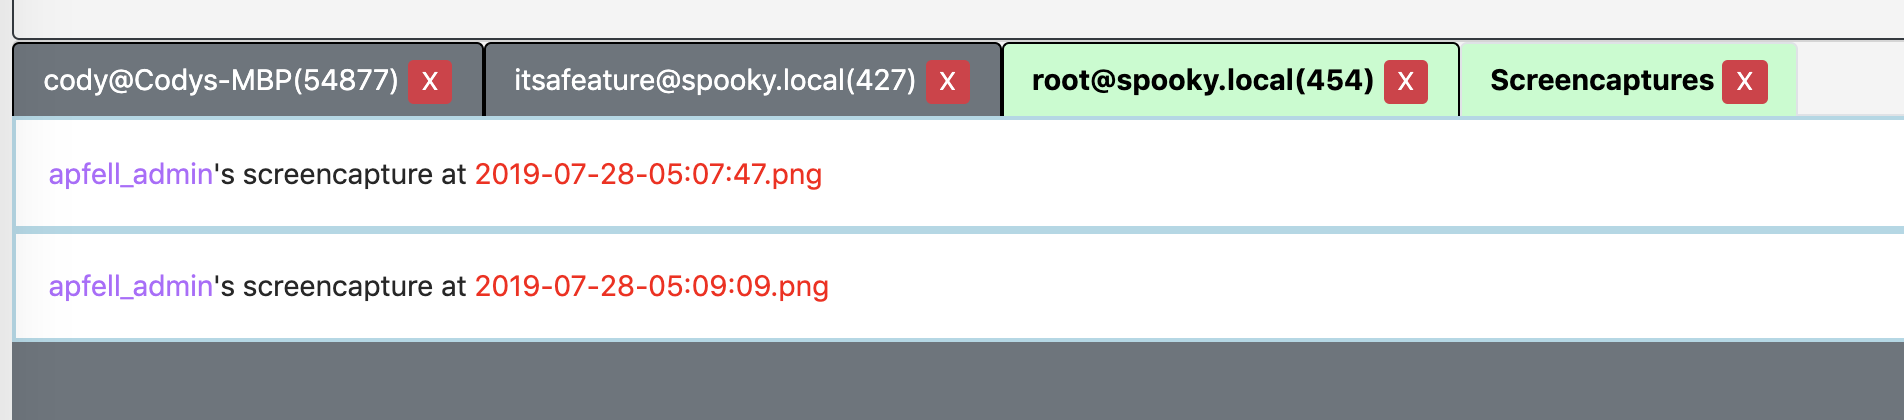 cody@Codys-MBP(54877) X itsafeature@spooky.local(427) X root@spooky.local(454) X Screencaptures X
apfell_admin's screencapture at 2019-07-28-05:07:47.png
apfell_admin's screencapture at 2019-07-28-05:09:09.png